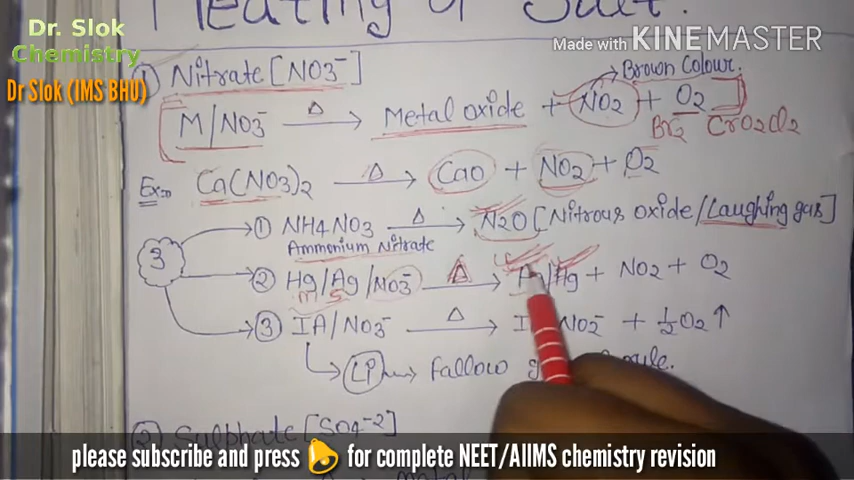 Heating of Salt.
Dr. Slok
Chemistry
Dr Slok (IMS BHU)
Made with KINEMASTER
① Nitrate [NO3⁻]
Brown Colour.
M/NO3⁻ —Δ→ Metal oxide + NO2 + O2
Br2 CrO2Cl2
Ex⇒ Ca(NO3)2 —Δ→ CaO + NO2 + O2
3
① NH4NO3 —Δ→ N2O [Nitrous oxide/Laughing gas]
Ammonium Nitrate
② Hg/Ag/NO3⁻ —Δ→ /Ag + NO2 + O2
③ IA/NO3⁻ —Δ→ NO2⁻ + ½O2↑
Li → fallow
② Sulphate [SO4⁻²]
please subscribe and press for complete NEET/AIIMS chemistry revision